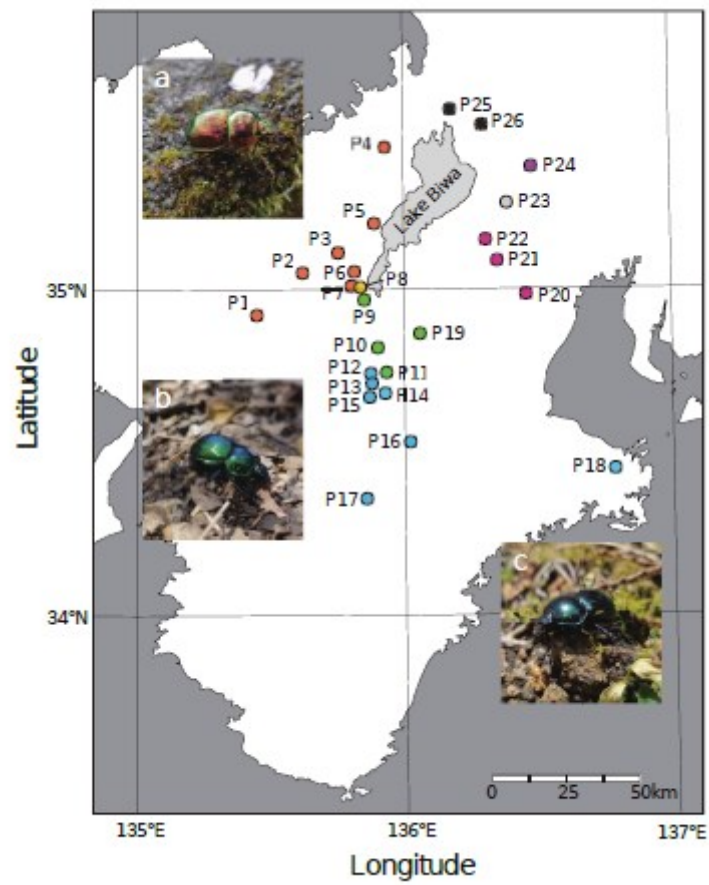 a
P25
P26
P4
P24
Lake Biwa
P23
P5
P3
P22
P2
P6
P21
P8
P7
35°N
P20
P1
P9
P19
P10
P12
P11
P13
P14
P15
Latitude
b
P16
P18
P17
c
34°N
0 25 50km
135°E 136°E 137°E
Longitude